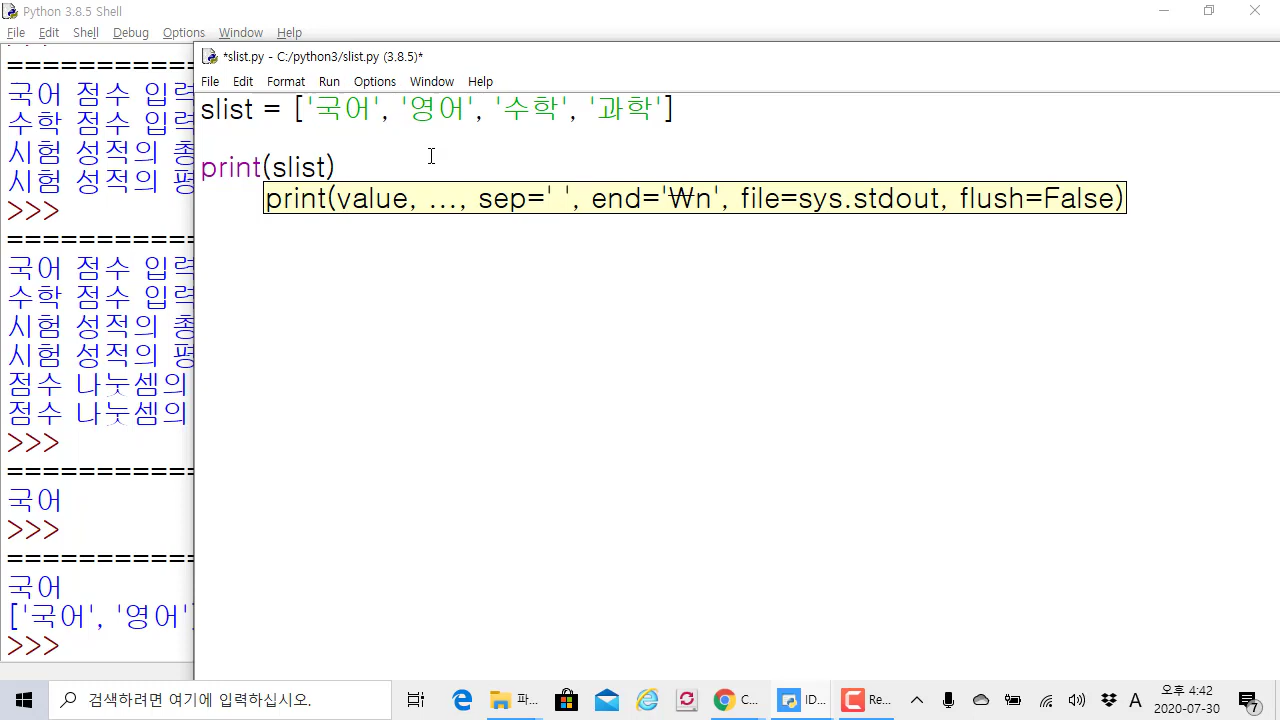 Python 3.8.5 Shell
File Edit Shell Debug Options Window Help
국어 점수 입력
수학 점수 입력
시험 성적의 총
시험 성적의 평
>>>
국어 점수 입력
수학 점수 입력
시험 성적의 총
시험 성적의 평
점수 나눗셈의
점수 나눗셈의
>>>
국어
>>>
국어
['국어', '영어'
>>>
*slist.py - C:/python3/slist.py (3.8.5)*
File Edit Format Run Options Window Help
slist = ['국어', '영어', '수학', '과학']
print(slist)
print(value, ..., sep=' ', end='₩n', file=sys.stdout, flush=False)
검색하려면 여기에 입력하십시오.
파... C... ID... Re... A 오후 4:42
2020-07-30
7